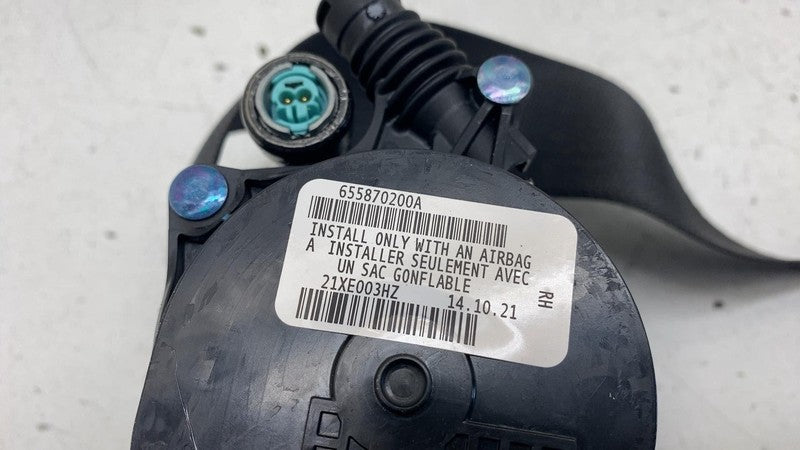 655870200A
INSTALL ONLY WITH AN AIRBAG
A INSTALLER SEULEMENT AVEC
UN SAC GONFLABLE
21XE003HZ 14.10.21
RH